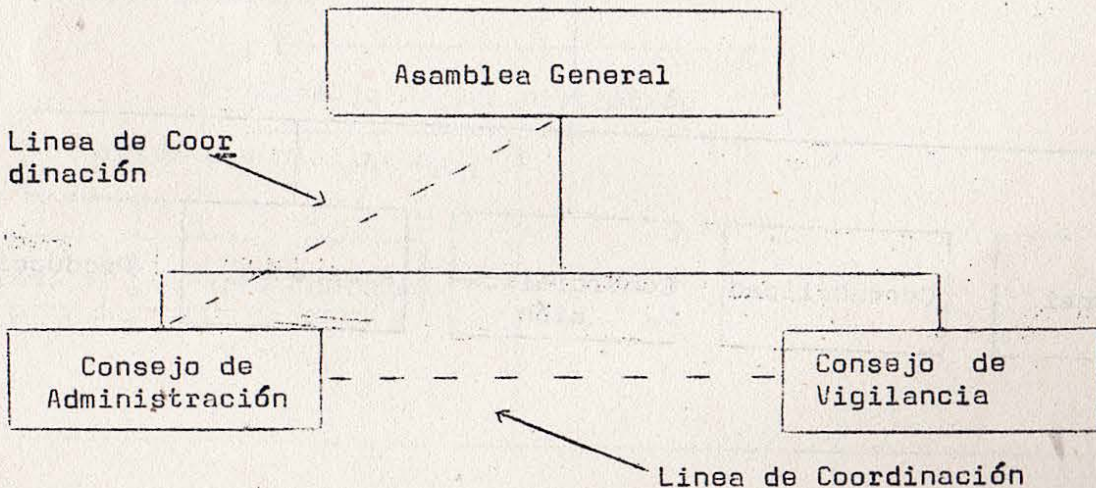 Asamblea General
Linea de Coor
dinación
Consejo de
Administración
Consejo de
Vigilancia
Linea de Coordinación